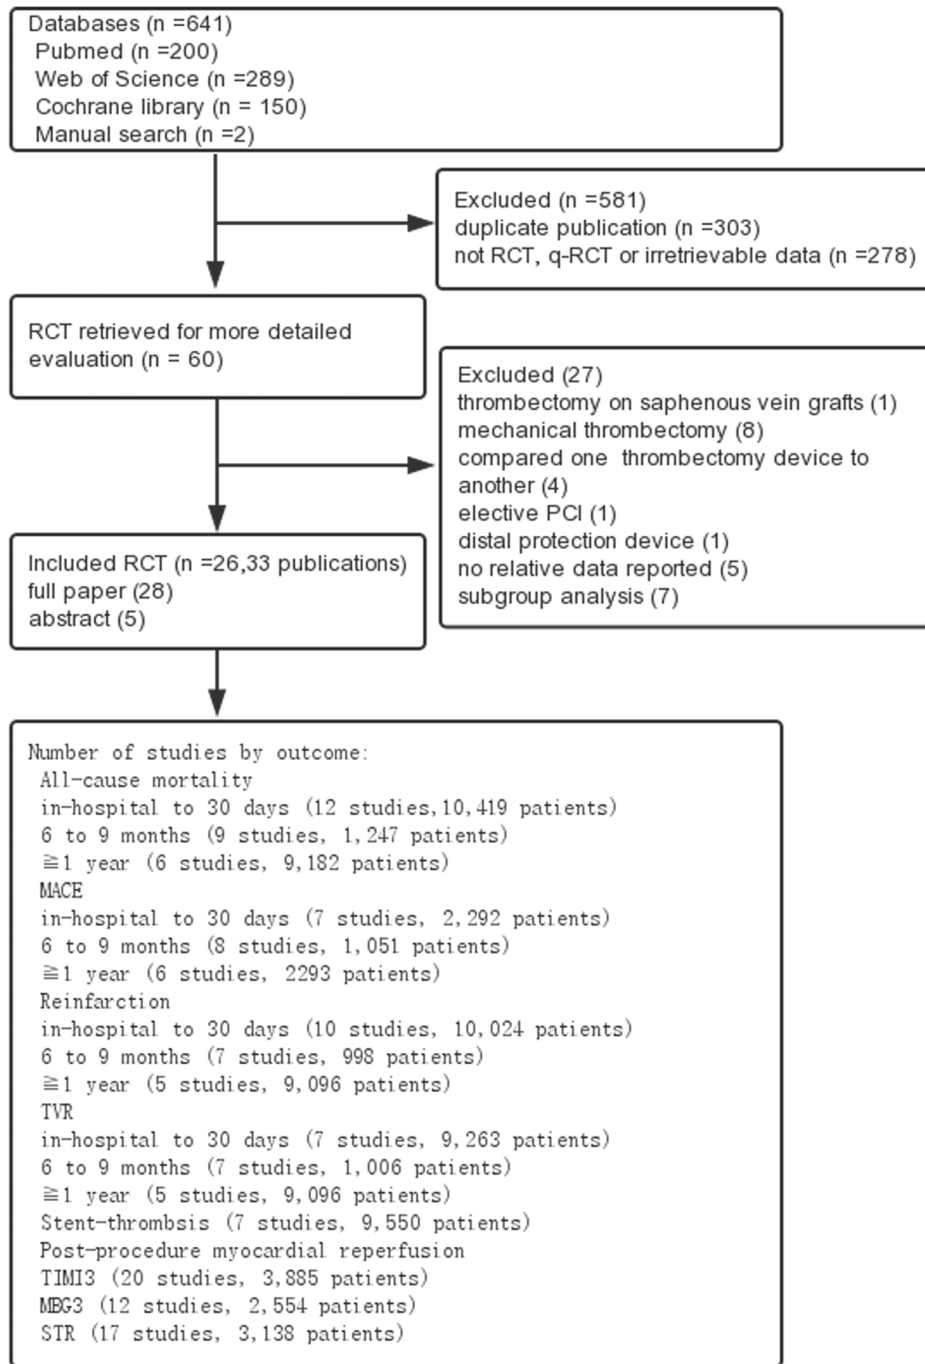 Databases (n =641)
Pubmed (n =200)
Web of Science (n =289)
Cochrane library (n = 150)
Manual search (n =2)
Excluded (n =581)
duplicate publication (n =303)
not RCT, q-RCT or irretrievable data (n =278)
RCT retrieved for more detailed
evaluation (n = 60)
Excluded (27)
thrombectomy on saphenous vein grafts (1)
mechanical thrombectomy (8)
compared one  thrombectomy device to
another (4)
elective PCI (1)
distal protection device (1)
no relative data reported (5)
subgroup analysis (7)
Included RCT (n =26,33 publications)
full paper (28)
abstract (5)
Number of studies by outcome:
All-cause mortality
in-hospital to 30 days (12 studies,10,419 patients)
6 to 9 months (9 studies, 1,247 patients)
≧1 year (6 studies, 9,182 patients)
MACE
in-hospital to 30 days (7 studies, 2,292 patients)
6 to 9 months (8 studies, 1,051 patients)
≧1 year (6 studies, 2293 patients)
Reinfarction
in-hospital to 30 days (10 studies, 10,024 patients)
6 to 9 months (7 studies, 998 patients)
≧1 year (5 studies, 9,096 patients)
TVR
in-hospital to 30 days (7 studies, 9,263 patients)
6 to 9 months (7 studies, 1,006 patients)
≧1 year (5 studies, 9,096 patients)
Stent-thrombsis (7 studies, 9,550 patients)
Post-procedure myocardial reperfusion
TIMI3 (20 studies, 3,885 patients)
MBG3 (12 studies, 2,554 patients)
STR (17 studies, 3,138 patients)